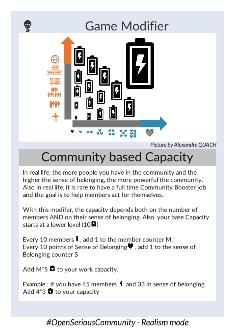 Game Modifier
Picture by Alexandre QUACH
Community based Capacity
In real life, the more people you have in the community and the
higher the sense of belonging, the more powerful the community.
Also in real life, it is rare to have a full time Community Booster job
and the goal is to help members act for themselves.
With this modifier, the capacity depends both on the number of
members AND on their sense of belonging. Also, your base Capacity
starts at a lower level (10)
Every 10 members, add 1 to the member counter M.
Every 10 points of Sense of Belonging, add 1 to the sense of
Belonging counter S
Add M*S to your work capacity.
Example : if you have 45 members and 33 in sense of belonging.
Add 4*3 to your capacity
#OpenSeriousCommunity - Realism mode